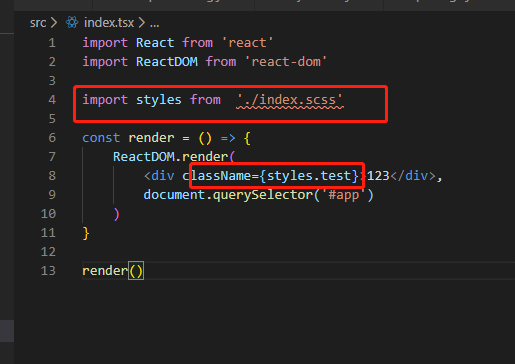 src > index.tsx > ...
1 import React from 'react'
2 import ReactDOM from 'react-dom'
3
4 import styles from './index.scss'
5
6 const render = () => {
7 ReactDOM.render(
8 <div className={styles.test}>123</div>,
9 document.querySelector('#app')
10 )
11 }
12
13 render()